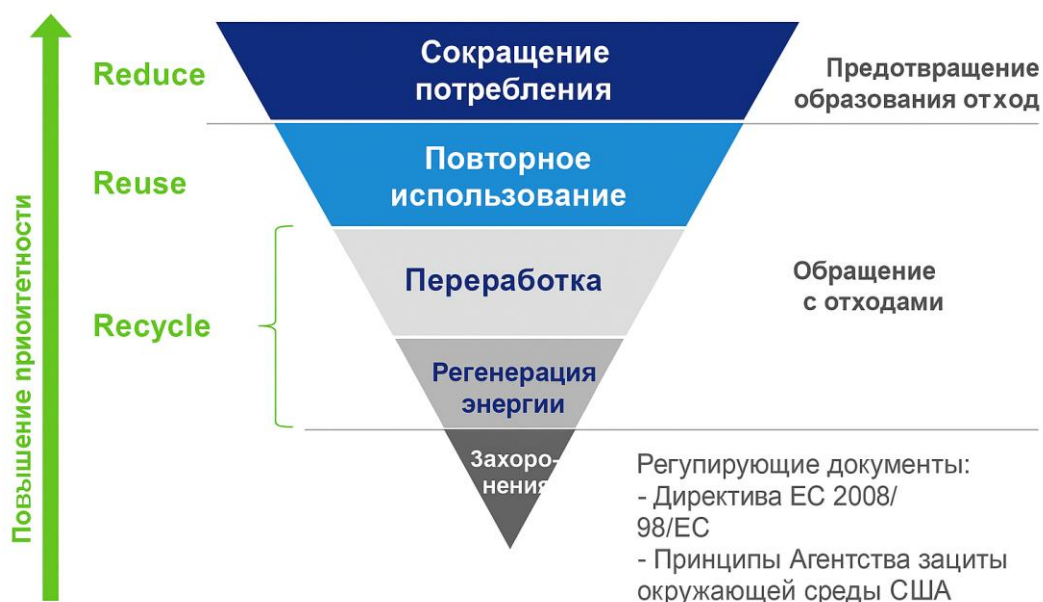 Повышение приоитетности
Reduce
Сокращение
потребления
Предотвращение
образования отход
Reuse
Повторное
использование
Recycle
Переработка
Регенерация
энергии
Обращение
с отходами
Захоро-
нения
Регупирующие документы:
- Директива ЕС 2008/
98/EC
- Принципы Агентства зациты
окружающей среды США